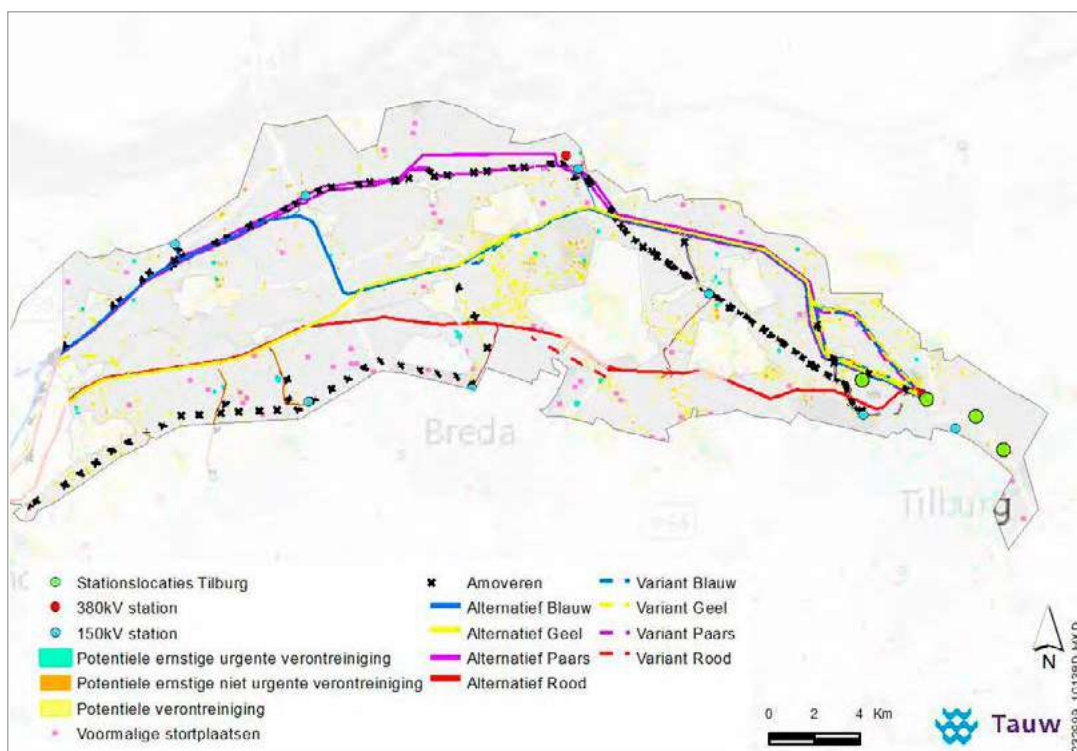 Breda
Tilburg
Stationslocaties Tilburg
380kV station
150kV station
Potentiele ernstige urgente verontreiniging
Potentiele ernstige niet urgente verontreiniging
Potentiele verontreiniging
Voormalige stortplaatsen
Amoveren
Alternatief Blauw
Alternatief Geel
Alternatief Paars
Alternatief Rood
Variant Blauw
Variant Geel
Variant Paars
Variant Rood
N
0 2 4 Km
Tauw